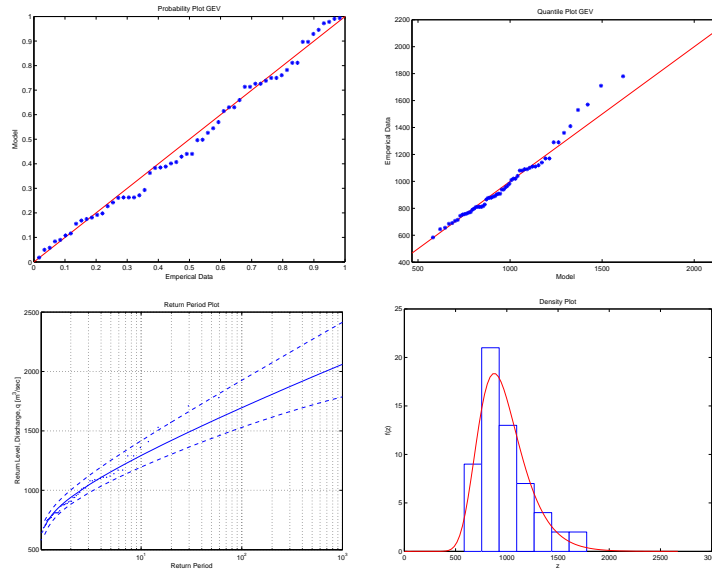 Probability Plot GEV
1
0.9
0.8
0.7
0.6
0.5
0.4
0.3
0.2
0.1
0
Model
0 0.1 0.2 0.3 0.4 0.5 0.6 0.7 0.8 0.9 1
Emperical Data
Quantile Plot GEV
2200
2000
1800
1600
1400
1200
1000
800
600
400
Emperical Data
500 1000 1500 2000
Model
Return Period Plot
2500
2000
1500
1000
500
Return Level, Discharge, q [m³/sec]
10¹ 10² 10³
Return Period
Density Plot
25
20
15
10
5
0
f(z)
0 500 1000 1500 2000 2500 3000
z